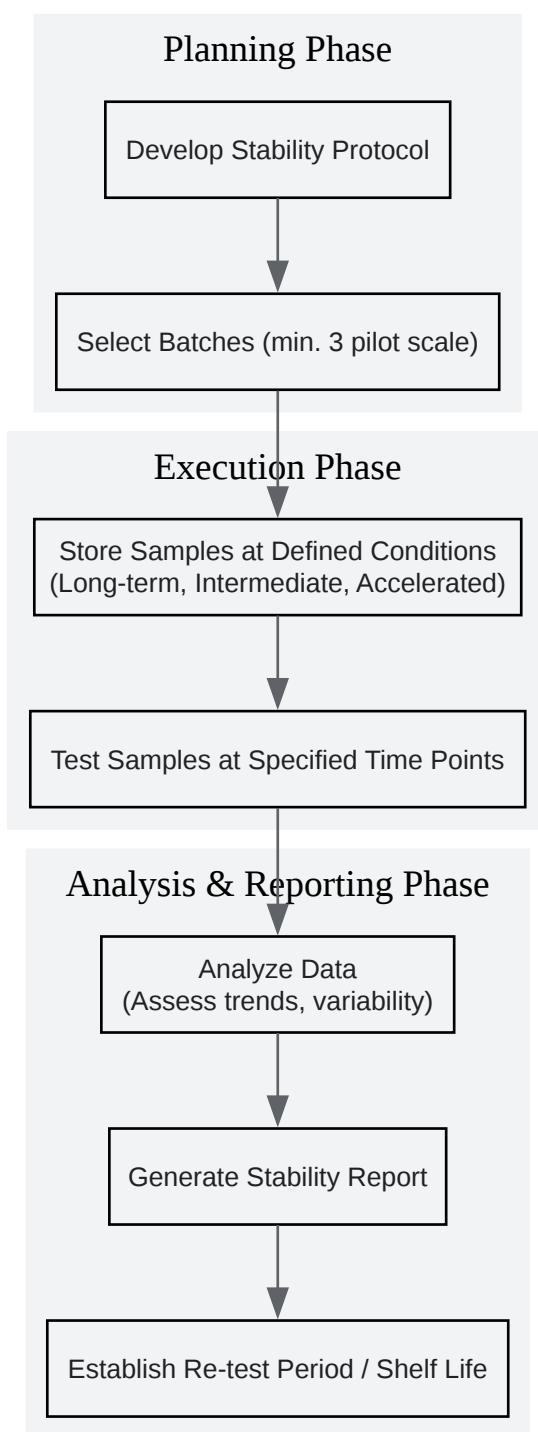 Planning Phase
Develop Stability Protocol
Select Batches (min. 3 pilot scale)
Execution Phase
Store Samples at Defined Conditions
(Long-term, Intermediate, Accelerated)
Test Samples at Specified Time Points
Analysis & Reporting Phase
Analyze Data
(Assess trends, variability)
Generate Stability Report
Establish Re-test Period / Shelf Life